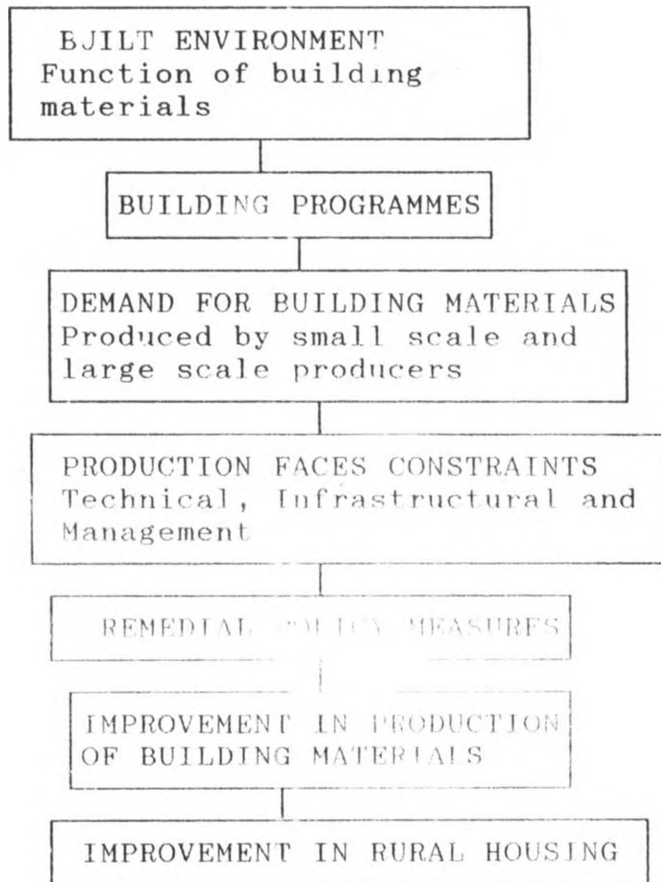 BJILT ENVIRONMENT
Function of building
materials
BUILDING PROGRAMMES
DEMAND FOR BUILDING MATERIALS
Produced by small scale and
large scale producers
PRODUCTION FACES CONSTRAINTS
Technical, Infrastructural and
Management
REMEDIAL POLICY MEASURES
IMPROVEMENT IN PRODUCTION
OF BUILDING MATERIALS
IMPROVEMENT IN RURAL HOUSING